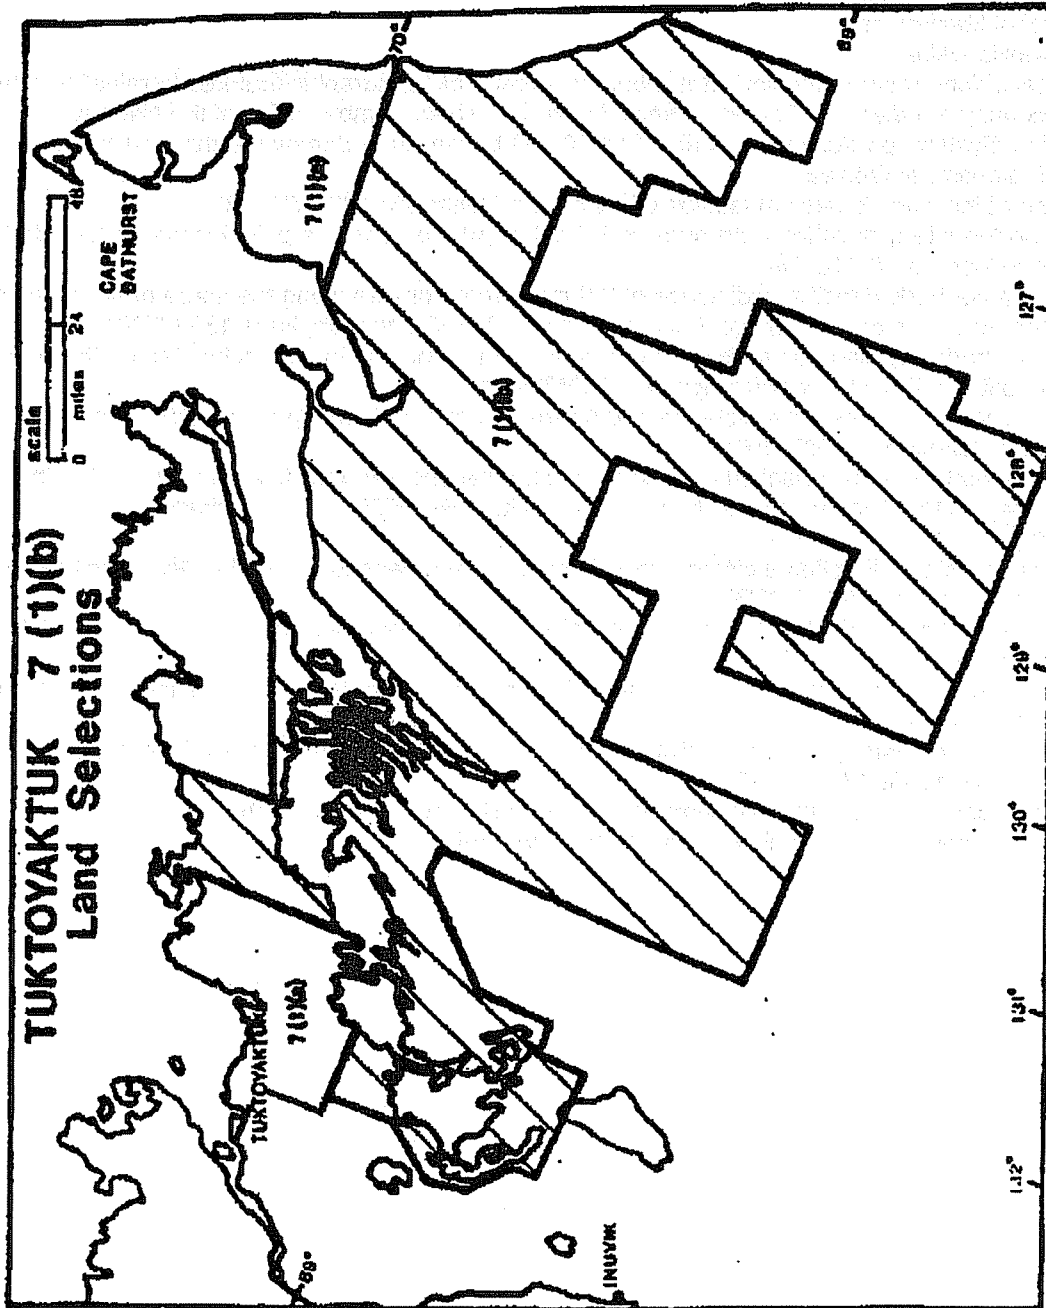 TUKTOYAKTUK 7 (1)(b)
Land Selections
scale
0 24 48
miles
CAPE
BATHURST
70°
69°
7(1)(a)
7(1)(b)
TUKTOYAKTUK
7(1)(a)
69°
INUVIK
132°
131°
130°
129°
128°
127°